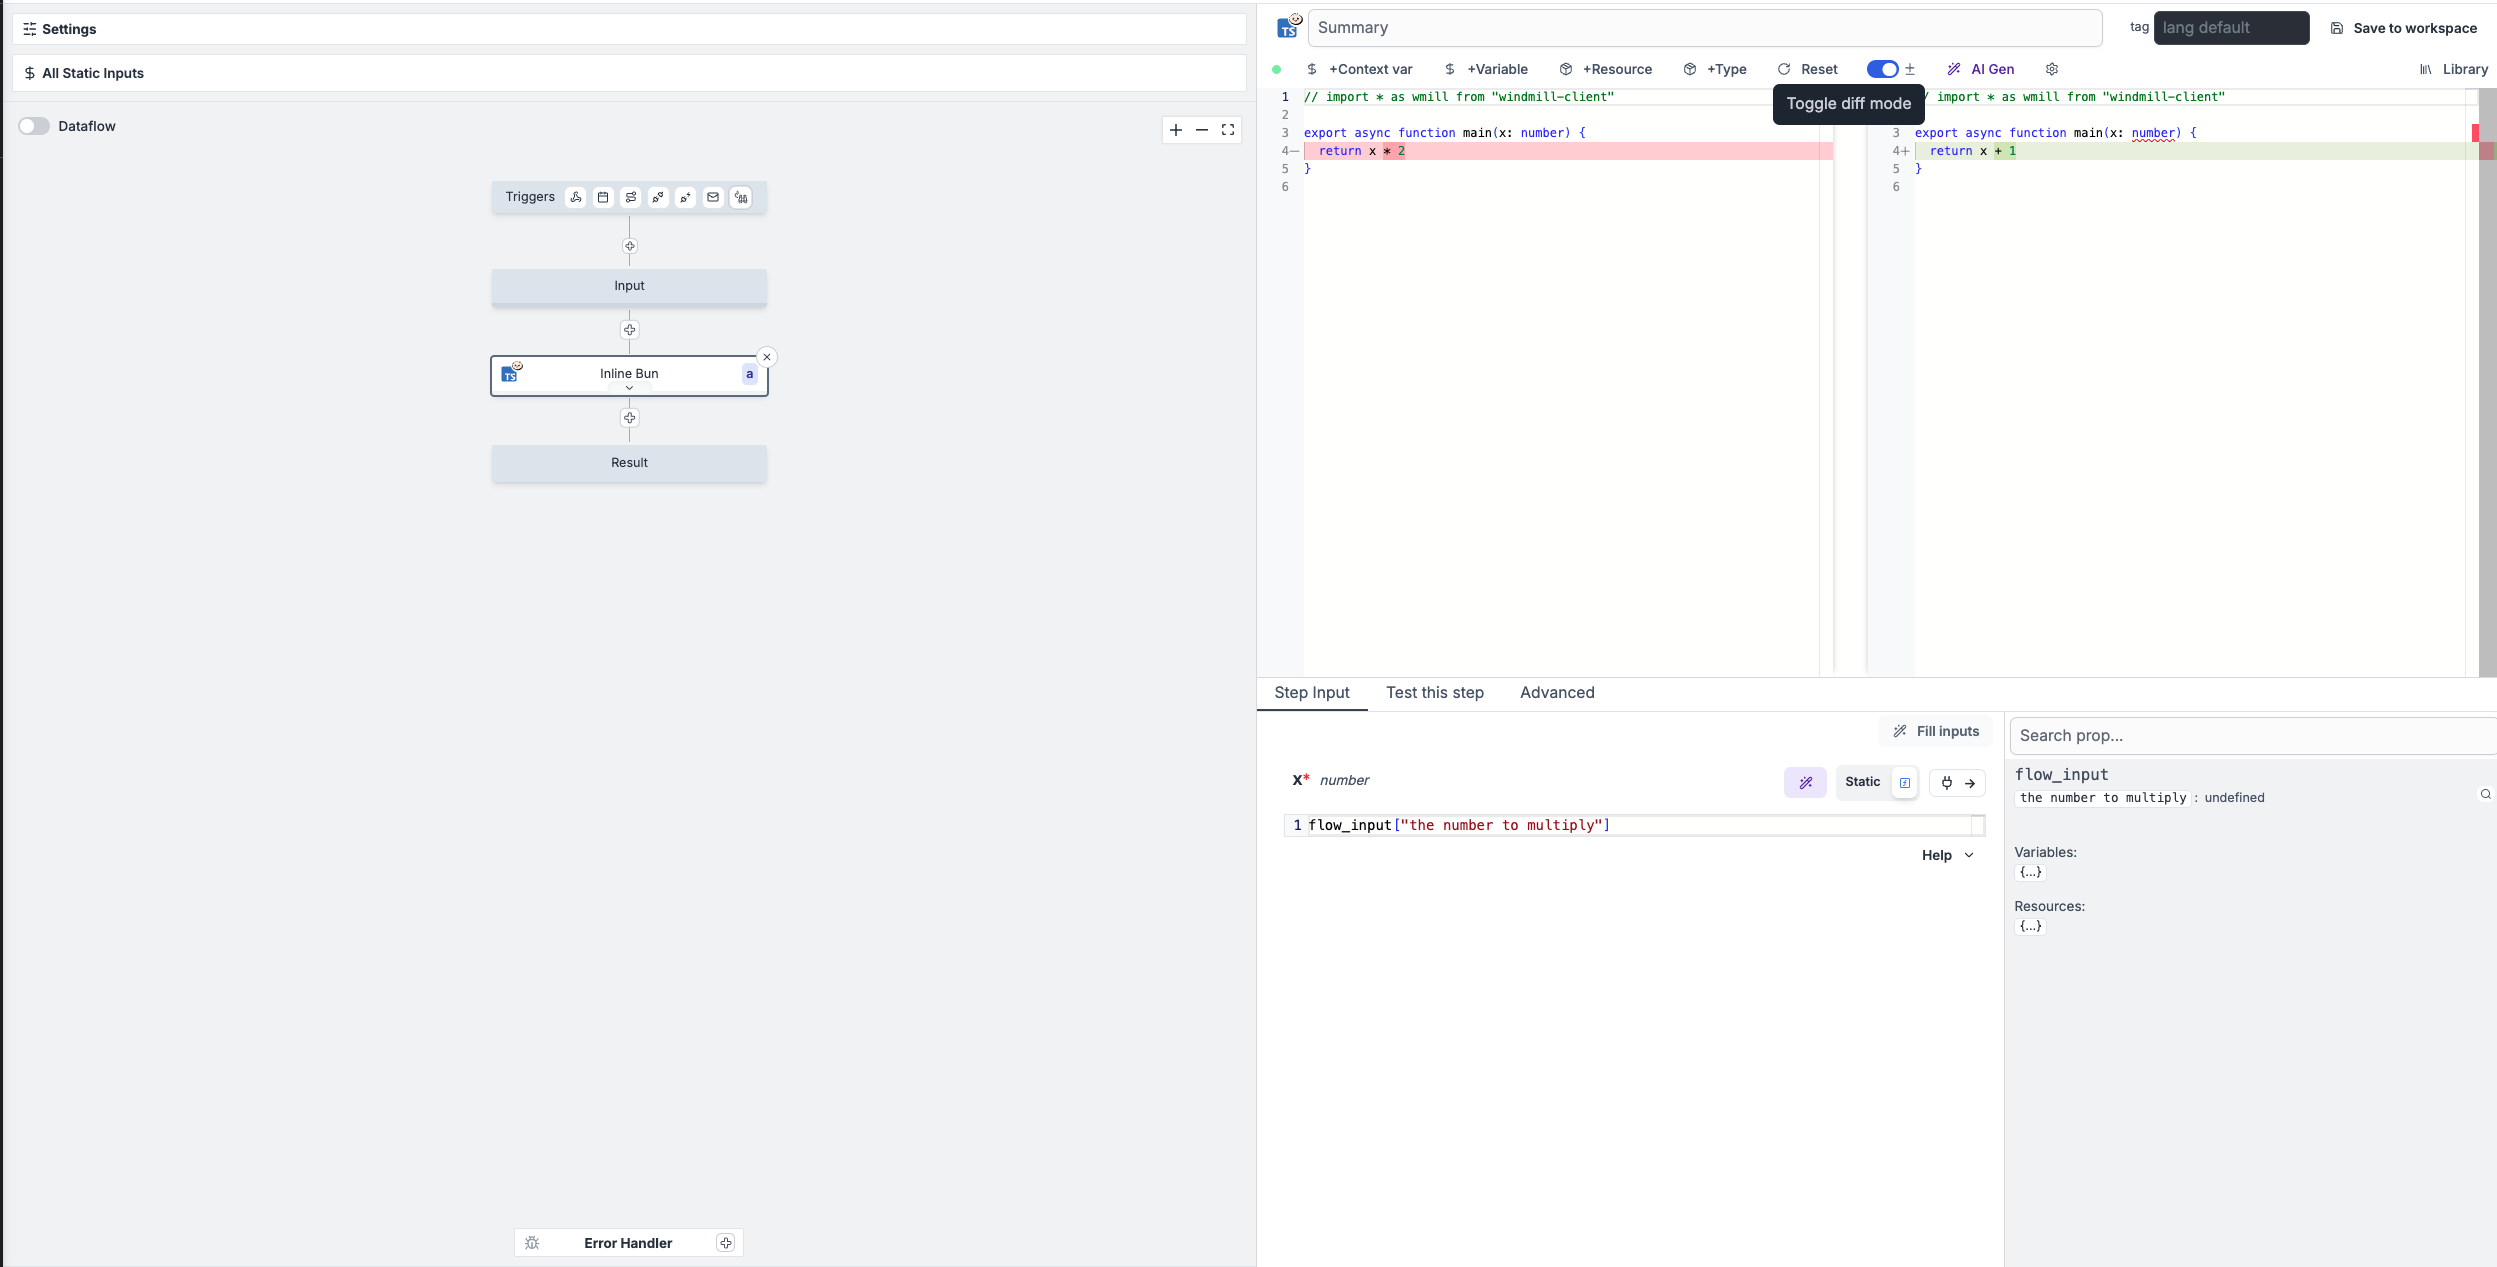 Settings
All Static Inputs
Dataflow
Triggers
Input
TS
Inline Bun
a
Result
Error Handler
TS
Summary
tag
lang default
Save to workspace
+Context var
+Variable
+Resource
+Type
Reset
±
AI Gen
Library
Toggle diff mode
1 // import * as wmill from "windmill-client"
2
3 export async function main(x: number) {
4— return x * 2
5 }
6
/ import * as wmill from "windmill-client"
3 export async function main(x: number) {
4+ return x + 1
5 }
6
Step Input
Test this step
Advanced
Fill inputs
X* number
Static
1 flow_input["the number to multiply"]
Help
Search prop...
flow_input
the number to multiply : undefined
Variables:
{...}
Resources:
{...}